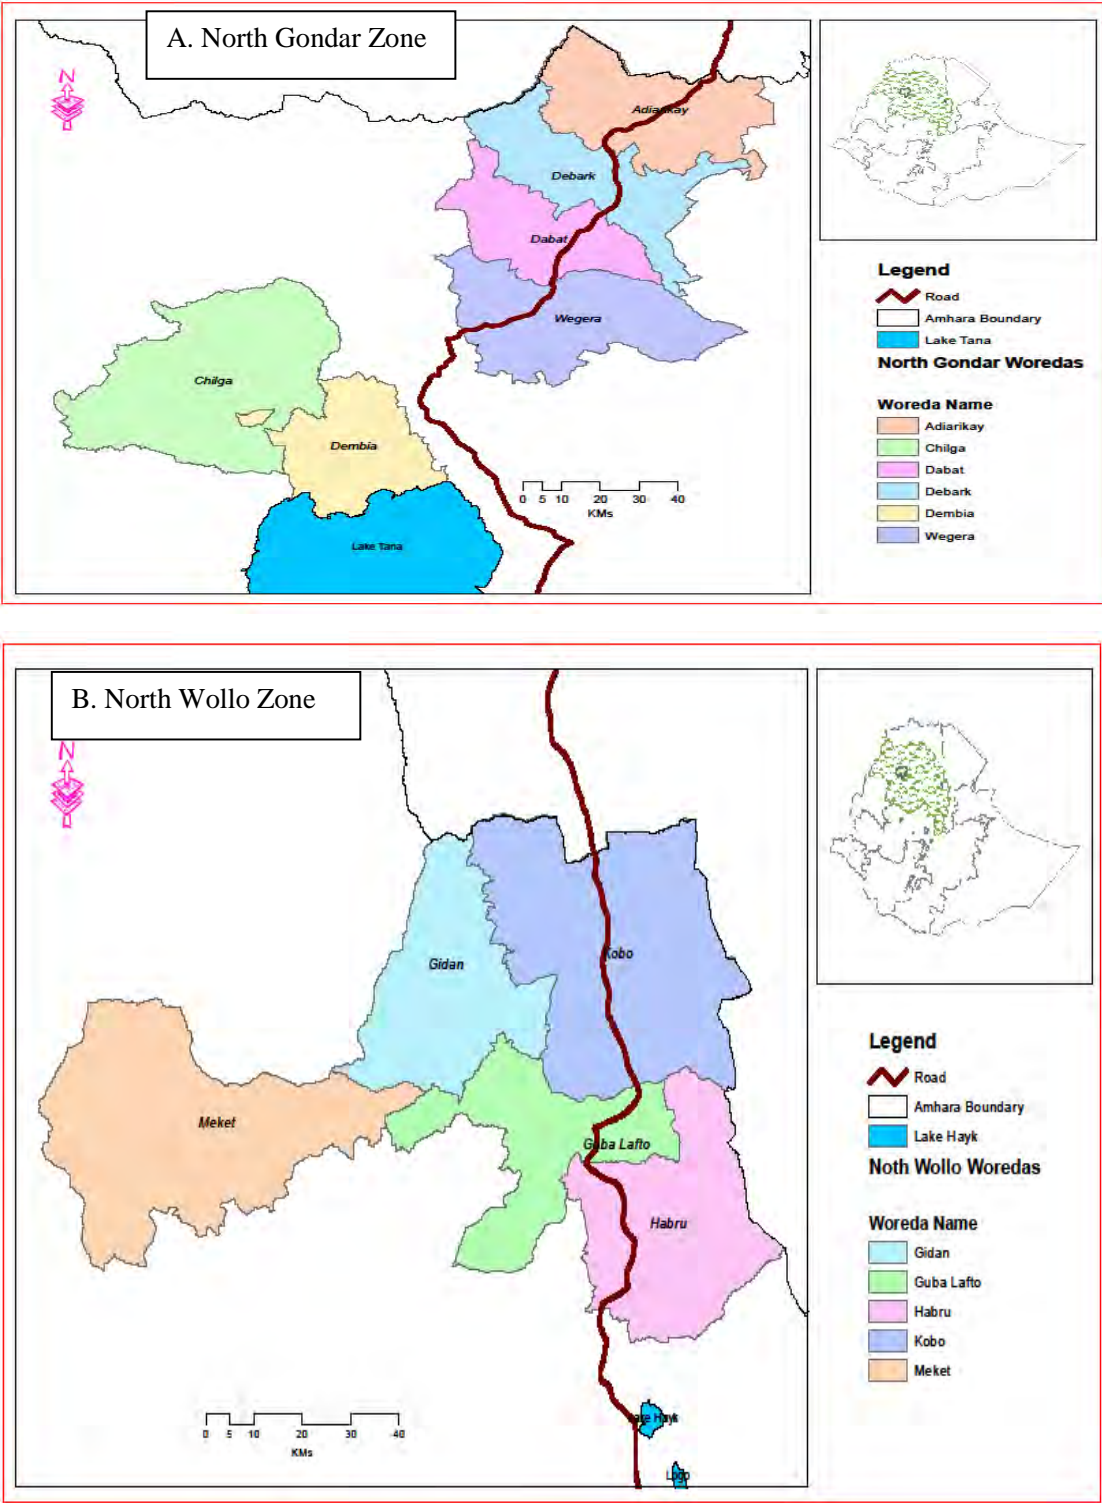 A. North Gondar Zone
N
Adiarikay
Debark
Dabat
Wegera
Chilga
Dembia
Lake Tana
0 5 10 20 30 40
KMs
Legend
Road
Amhara Boundary
Lake Tana
North Gondar Woredas
Woreda Name
Adiarikay
Chilga
Dabat
Debark
Dembia
Wegera
B. North Wollo Zone
N
Kobo
Gidan
Meket
Guba Lafto
Habru
Lake Hayk
Logo
0 5 10 20 30 40
KMs
Legend
Road
Amhara Boundary
Lake Hayk
Noth Wollo Woredas
Woreda Name
Gidan
Guba Lafto
Habru
Kobo
Meket